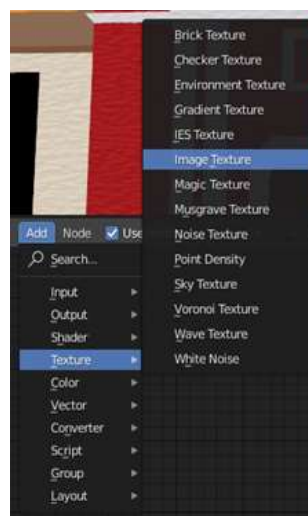 Brick Texture
Checker Texture
Environment Texture
Gradient Texture
IES Texture
Image Texture
Magic Texture
Musgrave Texture
Noise Texture
Point Density
Sky Texture
Voronoi Texture
Wave Texture
White Noise
Add Node Use
Search...
Input
Output
Shader
Texture
Color
Vector
Converter
Script
Group
Layout